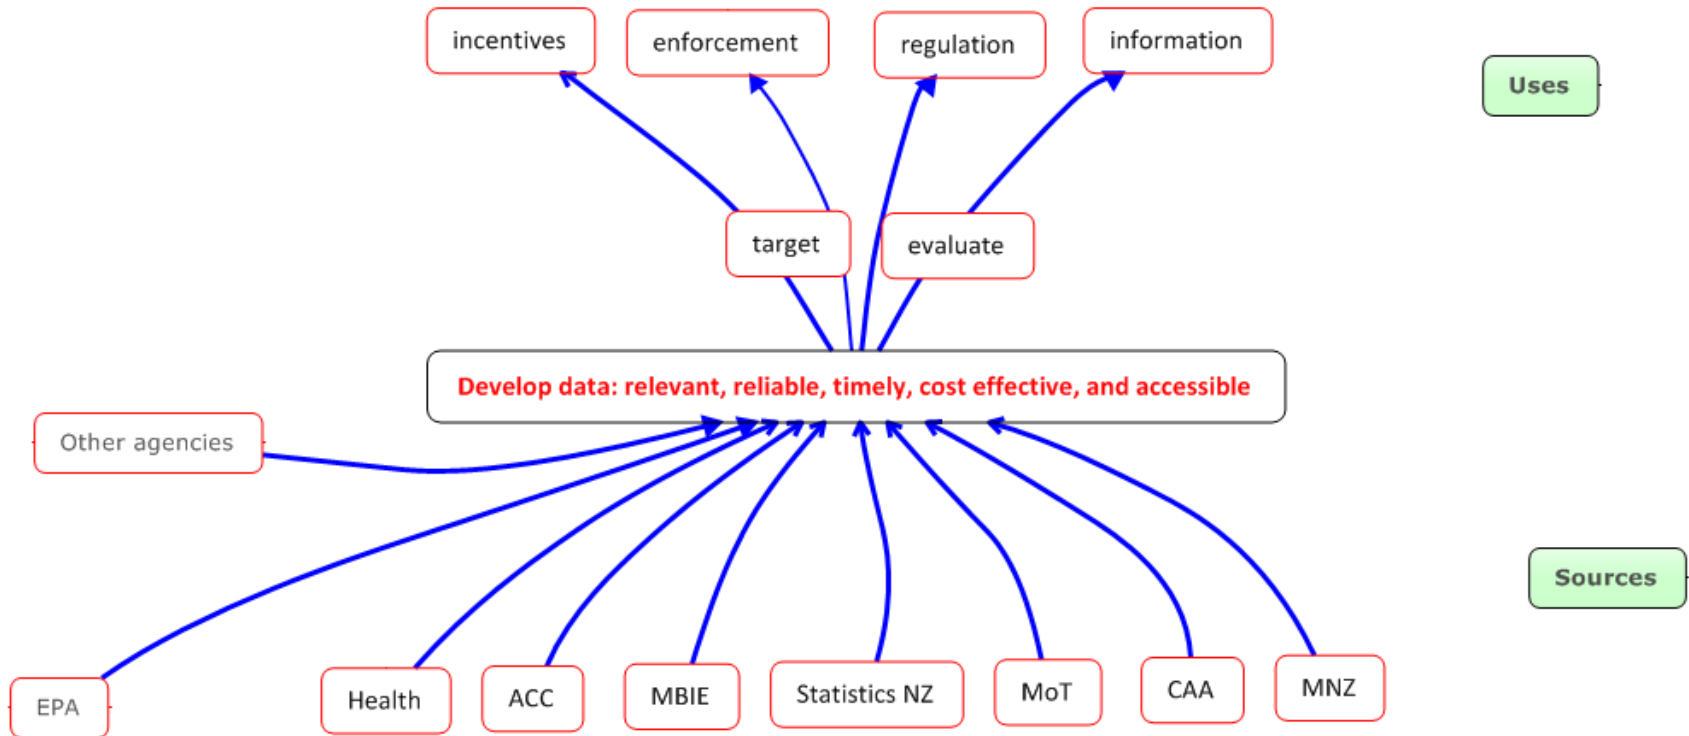 incentives
enforcement
regulation
information
Uses
target
evaluate
Develop data: relevant, reliable, timely, cost effective, and accessible
Other agencies
Sources
EPA
Health
ACC
MBIE
Statistics NZ
MoT
CAA
MNZ